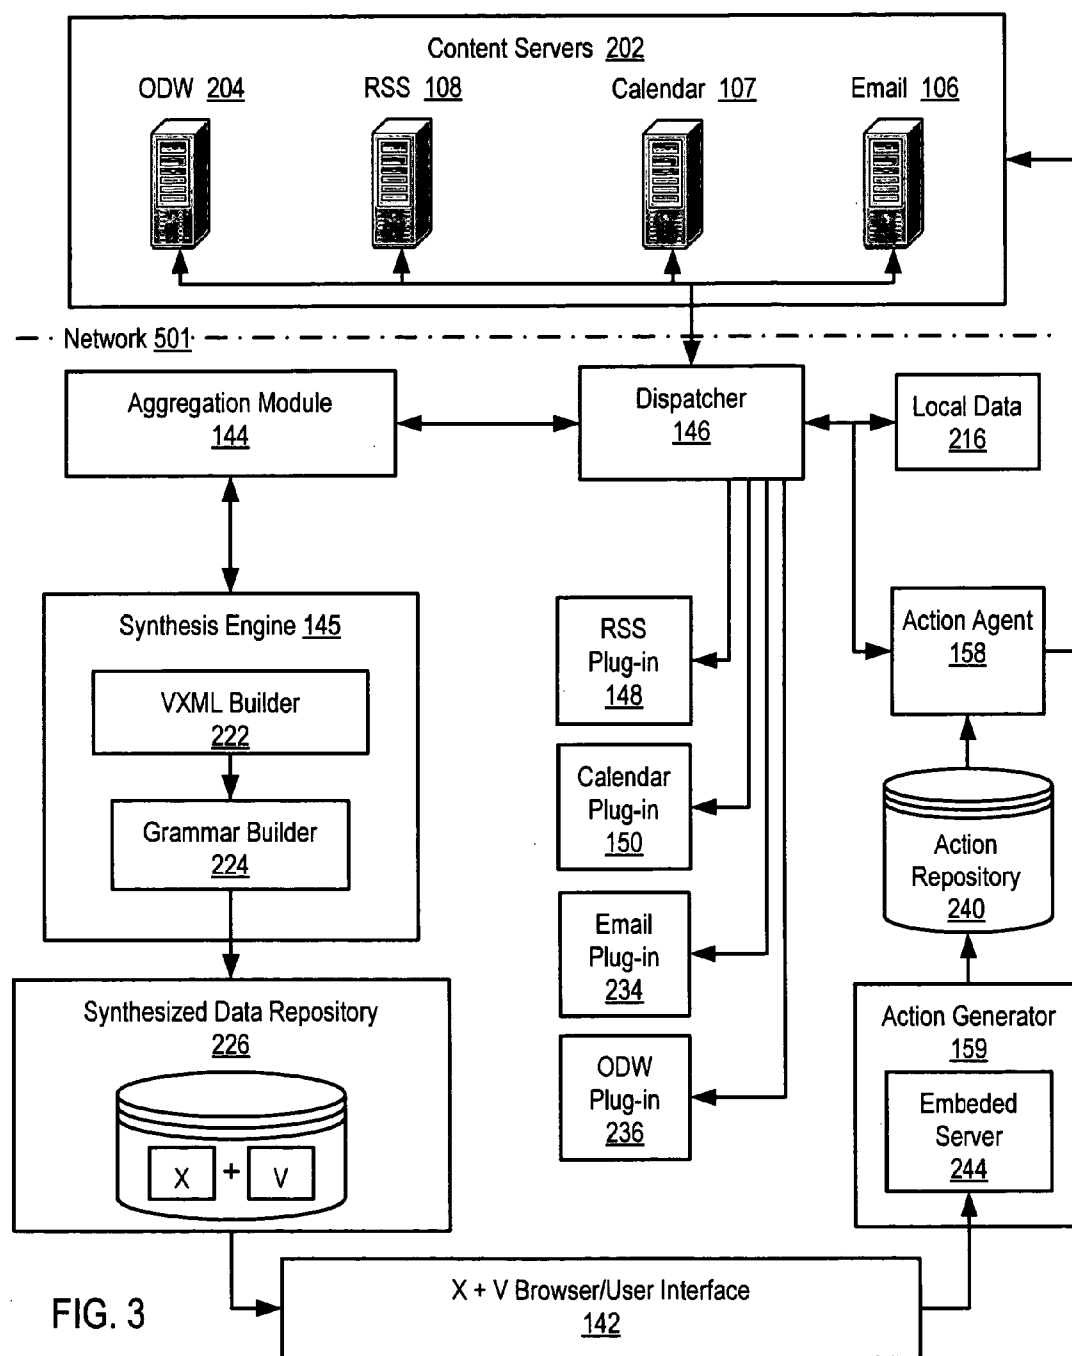 Content Servers 202
ODW 204
RSS 108
Calendar 107
Email 106
Network 501
Aggregation Module
144
Dispatcher
146
Local Data
216
Synthesis Engine 145
VXML Builder
222
Grammar Builder
224
RSS
Plug-in
148
Calendar
Plug-in
150
Email
Plug-in
234
ODW
Plug-in
236
Action Agent
158
Action
Repository
240
Action Generator
159
Embeded
Server
244
Synthesized Data Repository
226
X + V
X + V Browser/User Interface
142
FIG. 3